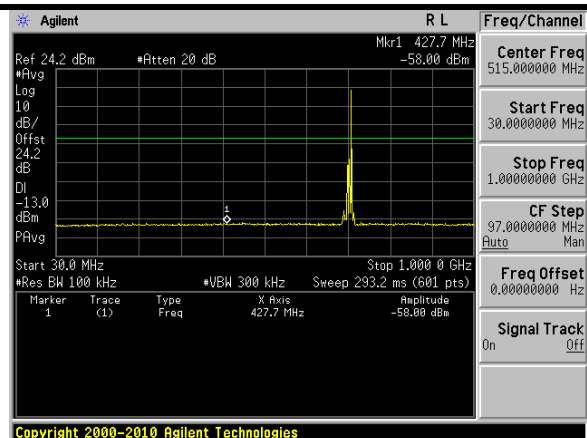 Agilent
R L
Freq/Channel
Mkr1 427.7 MHz
Ref 24.2 dBm
#Atten 20 dB
-58.00 dBm
#Avg
Log
10
dB/
Offst
24.2
dB
DI
-13.0
dBm
PAvg
1
Start 30.0 MHz
Stop 1.000 0 GHz
#Res BW 100 kHz
#VBW 300 kHz
Sweep 293.2 ms (601 pts)
Marker Trace Type X Axis Amplitude
1 (1) Freq 427.7 MHz -58.00 dBm
Center Freq
515.000000 MHz
Start Freq
30.0000000 MHz
Stop Freq
1.00000000 GHz
CF Step
97.0000000 MHz
Auto Man
Freq Offset
0.00000000 Hz
Signal Track
On Off
Copyright 2000-2010 Agilent Technologies